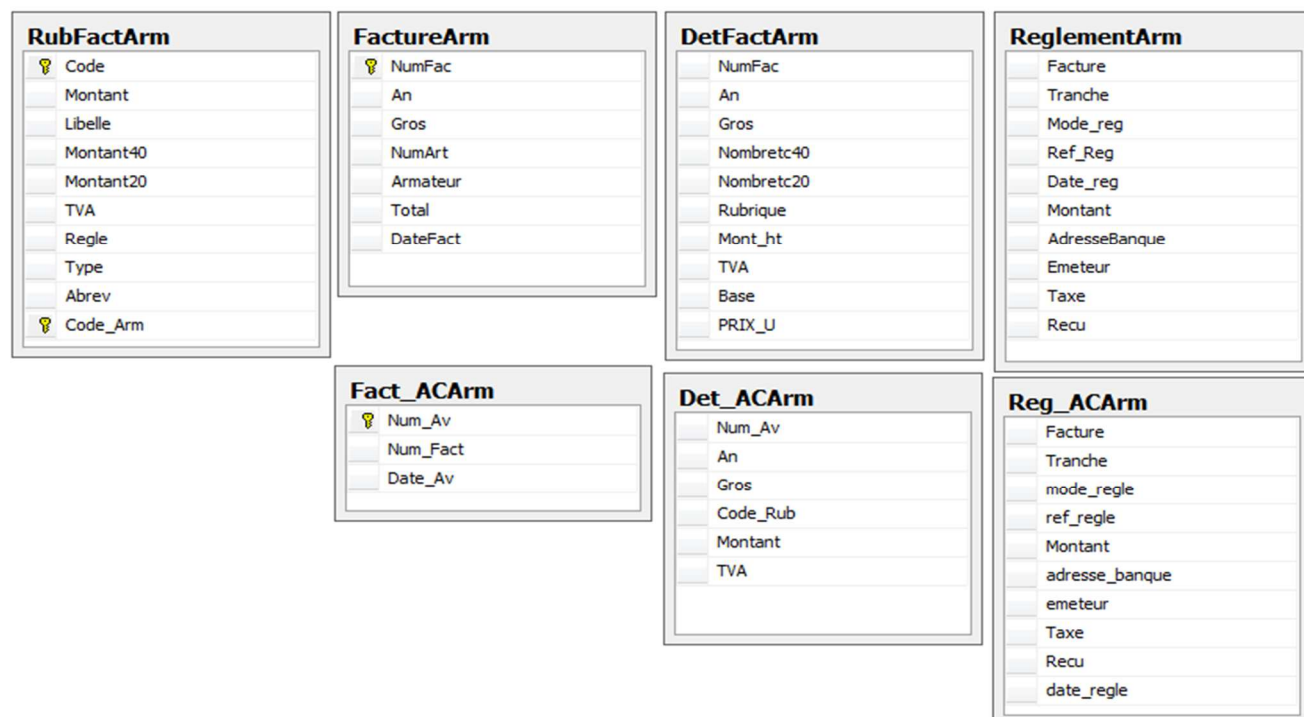 RubFactArm
Code
Montant
Libelle
Montant40
Montant20
TVA
Regle
Type
Abrev
Code_Arm
FactureArm
NumFac
An
Gros
NumArt
Armateur
Total
DateFact
DetFactArm
NumFac
An
Gros
Nombretc40
Nombretc20
Rubrique
Mont_ht
TVA
Base
PRIX_U
ReglementArm
Facture
Tranche
Mode_reg
Ref_Reg
Date_reg
Montant
AdresseBanque
Emeteur
Taxe
Recu
Fact_ACArm
Num_Av
Num_Fact
Date_Av
Det_ACArm
Num_Av
An
Gros
Code_Rub
Montant
TVA
Reg_ACArm
Facture
Tranche
mode_regle
ref_regle
Montant
adresse_banque
emeteur
Taxe
Recu
date_regle